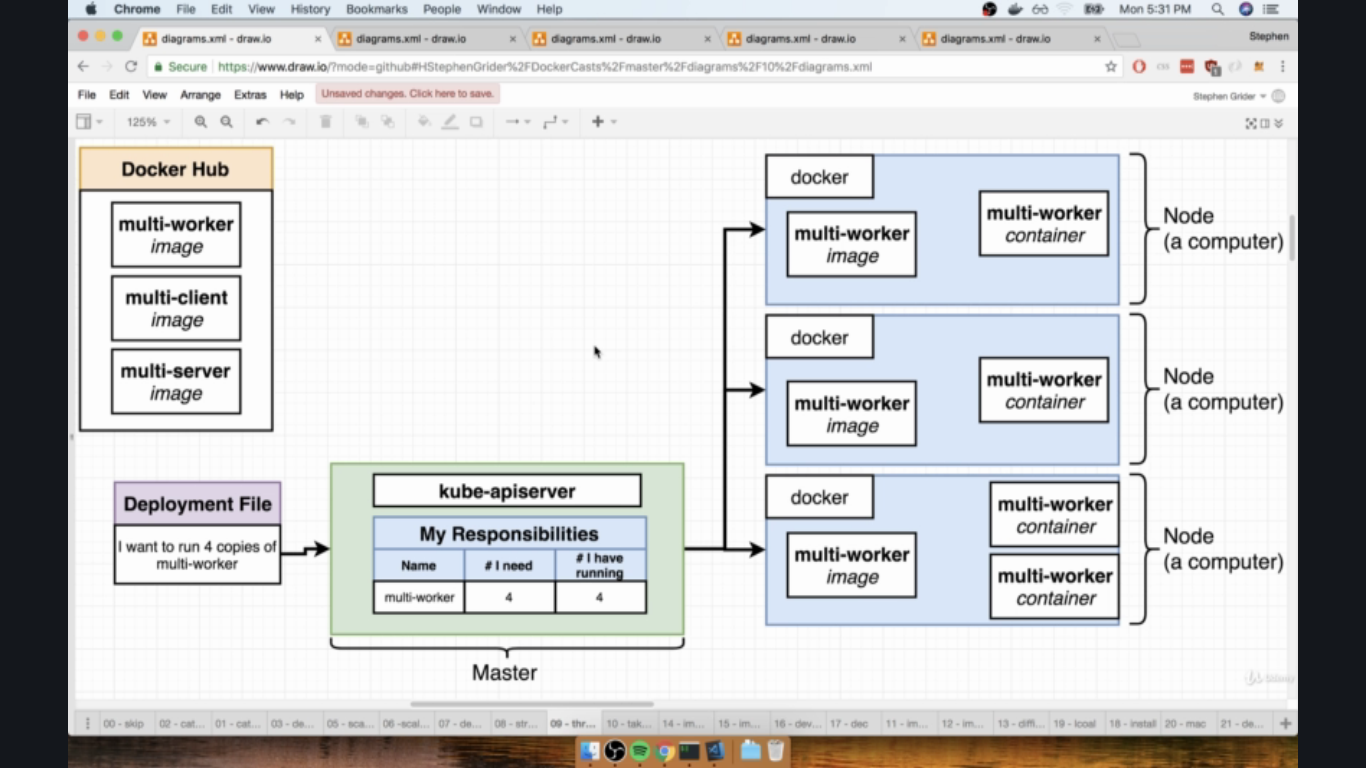 Chrome File Edit View History Bookmarks People Window Help Mon 5:31 PM
diagrams.xml - draw.io diagrams.xml - draw.io diagrams.xml - draw.io diagrams.xml - draw.io diagrams.xml - draw.io Stephen
Secure https://www.draw.io/?mode=github#HStephenGrider%2FDockerCasts%2Fmaster%2Fdiagrams%2F10%2Fdiagrams.xml
File Edit View Arrange Extras Help Unsaved changes. Click here to save. Stephen Grider
125%
Docker Hub
multi-worker
image
multi-client
image
multi-server
image
Deployment File
I want to run 4 copies of
multi-worker
kube-apiserver
My Responsibilities
Name # I need # I have
running
multi-worker 4 4
Master
docker
multi-worker
image
multi-worker
container
Node
(a computer)
docker
multi-worker
image
multi-worker
container
Node
(a computer)
docker
multi-worker
image
multi-worker
container
multi-worker
container
Node
(a computer)
Udemy
00 - skip 02 - cat... 01 - cat... 03 - de... 05 - sca... 06 -scal... 07 - de... 08 - str... 09 - thr... 10 - tak... 14 - im... 15 - im... 16 - dev... 17 - dec 11 - im... 12 - im... 13 - diffi... 19 - lcoal 18 - install 20 - mac 21 - de...